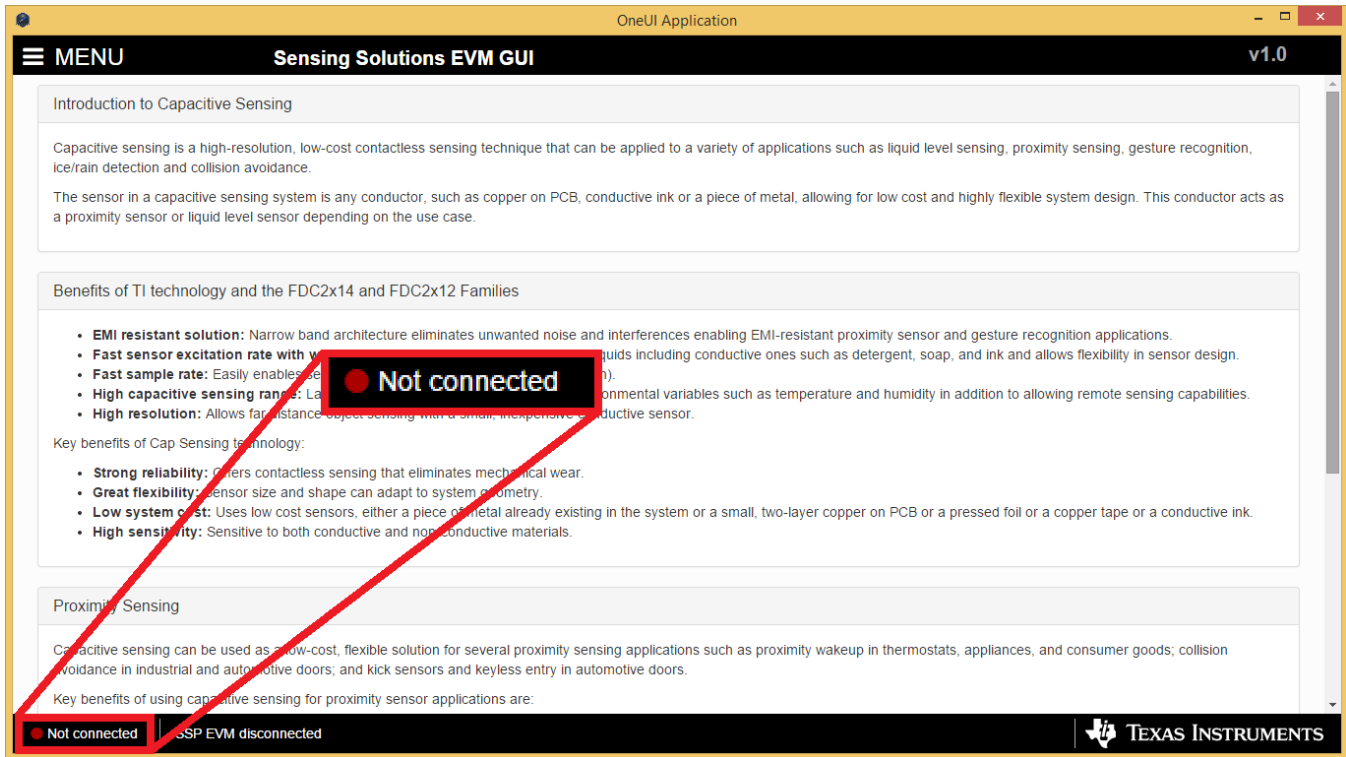 OneUI Application
MENU
Sensing Solutions EVM GUI
v1.0
Introduction to Capacitive Sensing
Capacitive sensing is a high-resolution, low-cost contactless sensing technique that can be applied to a variety of applications such as liquid level sensing, proximity sensing, gesture recognition,
ice/rain detection and collision avoidance.
The sensor in a capacitive sensing system is any conductor, such as copper on PCB, conductive ink or a piece of metal, allowing for low cost and highly flexible system design. This conductor acts as
a proximity sensor or liquid level sensor depending on the use case.
Benefits of TI technology and the FDC2x14 and FDC2x12 Families
• EMI resistant solution: Narrow band architecture eliminates unwanted noise and interferences enabling EMI-resistant proximity sensor and gesture recognition applications.
• Fast sensor excitation rate with quids including conductive ones such as detergent, soap, and ink and allows flexibility in sensor design.
• Fast sample rate: Easily enables
• High capacitive sensing range: variables such as temperature and humidity in addition to allowing remote sensing capabilities.
• High resolution: Allows far distance object sensing with a small, inexpensive conductive sensor.
Not connected
Key benefits of Cap Sensing technology:
• Strong reliability: Offers contactless sensing that eliminates mechanical wear.
• Great flexibility: Sensor size and shape can adapt to system geometry.
• Low system cost: Uses low cost sensors, either a piece of metal already existing in the system or a small, two-layer copper on PCB or a pressed foil or a copper tape or a conductive ink.
• High sensitivity: Sensitive to both conductive and non-conductive materials.
Proximity Sensing
Capacitive sensing can be used as a low-cost, flexible solution for several proximity sensing applications such as proximity wakeup in thermostats, appliances, and consumer goods; collision
avoidance in industrial and automotive doors; and kick sensors and keyless entry in automotive doors.
Key benefits of using capacitive sensing for proximity sensor applications are:
Not connected
SSP EVM disconnected
TEXAS INSTRUMENTS